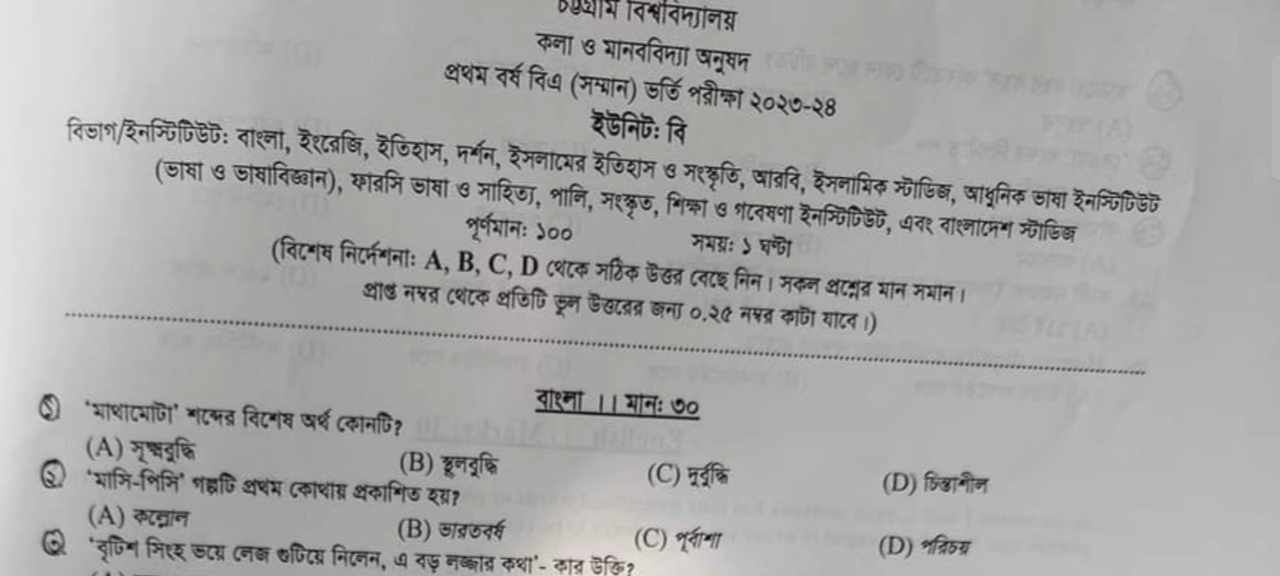 চট্টগ্রাম বিশ্ববিদ্যালয়
কলা ও মানববিদ্যা অনুষদ
প্রথম বর্ষ বিএ (সম্মান) ভর্তি পরীক্ষা ২০২৩-২৪
ইউনিট: বি
বিভাগ/ইনস্টিটিউট: বাংলা, ইংরেজি, ইতিহাস, দর্শন, ইসলামের ইতিহাস ও সংস্কৃতি, আরবি, ইসলামিক স্টাডিজ, আধুনিক ভাষা ইনস্টিটিউট
(ভাষা ও ভাষাবিজ্ঞান), ফারসি ভাষা ও সাহিত্য, পালি, সংস্কৃত, শিক্ষা ও গবেষণা ইনস্টিটিউট, এবং বাংলাদেশ স্টাডিজ
পূর্ণমান: ১০০ সময়: ১ ঘন্টা
(বিশেষ নির্দেশনা: A, B, C, D থেকে সঠিক উত্তর বেছে নিন। সকল প্রশ্নের মান সমান।
প্রাপ্ত নম্বর থেকে প্রতিটি ভুল উত্তরের জন্য ০.২৫ নম্বর কাটা যাবে।)
বাংলা ।। মান: ৩০
১) ‘মাথামোটা’ শব্দের বিশেষ অর্থ কোনটি?
(A) সূক্ষ্মবুদ্ধি (B) স্থূলবুদ্ধি (C) দুর্বুদ্ধি (D) চিন্তাশীল
২) ‘মাসি-পিসি’ গল্পটি প্রথম কোথায় প্রকাশিত হয়?
(A) কল্লোল (B) ভারতবর্ষ (C) পূর্বাশা (D) পরিচয়
৩) ‘বৃটিশ সিংহ ভয়ে লেজ গুটিয়ে নিলেন, এ বড় লজ্জার কথা’- কার উক্তি?